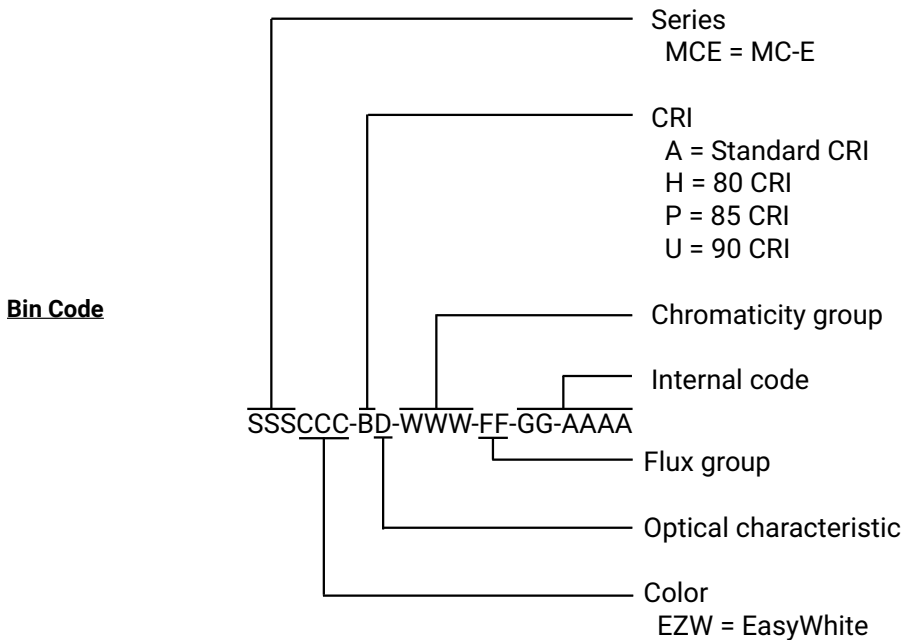 Series
MCE = MC-E
CRI
A = Standard CRI
H = 80 CRI
P = 85 CRI
U = 90 CRI
Bin Code
Chromaticity group
Internal code
SSSCCC-BD-WWW-FF-GG-AAAA
Flux group
Optical characteristic
Color
EZW = EasyWhite